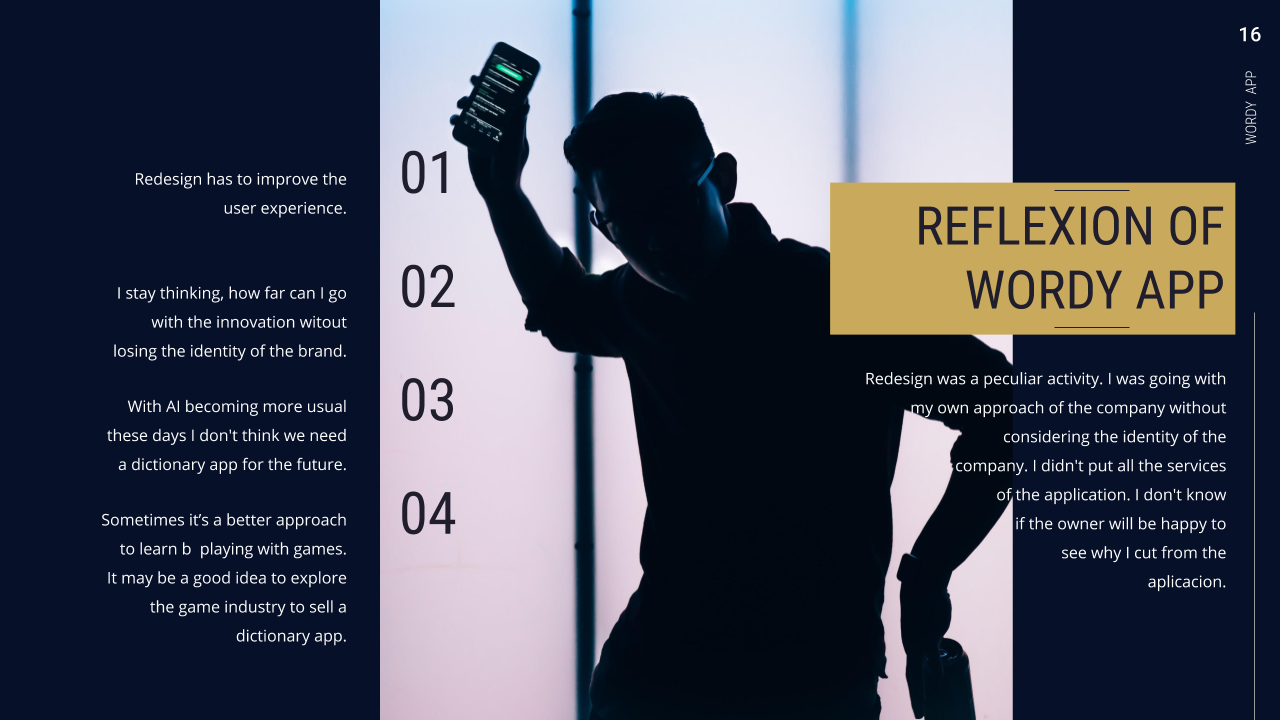 16
WORDY APP
REFLEXION OF
WORDY APP
Redesign was a peculiar activity. I was going with
my own approach of the company without
considering the identity of the
company. I didn't put all the services
of the application. I don't know
if the owner will be happy to
see why I cut from the
aplicacion.
01
Redesign has to improve the
user experience.
02
I stay thinking, how far can I go
with the innovation witout
losing the identity of the brand.
03
With AI becoming more usual
these days I don't think we need
a dictionary app for the future.
04
Sometimes it’s a better approach
to learn b  playing with games.
It may be a good idea to explore
the game industry to sell a
dictionary app.